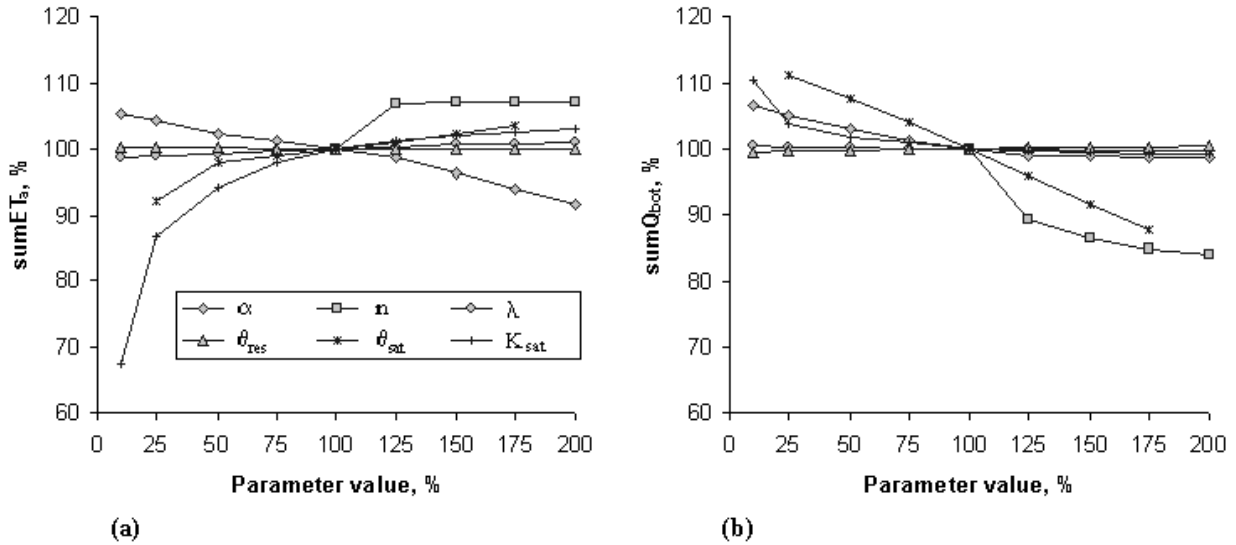 120
110
100
90
80
70
60
sumETa, %
α
n
λ
θres
θsat
Ksat
0 25 50 75 100 125 150 175 200
Parameter value, %
(a)
120
110
100
90
80
70
60
sumQbot, %
0 25 50 75 100 125 150 175 200
Parameter value, %
(b)